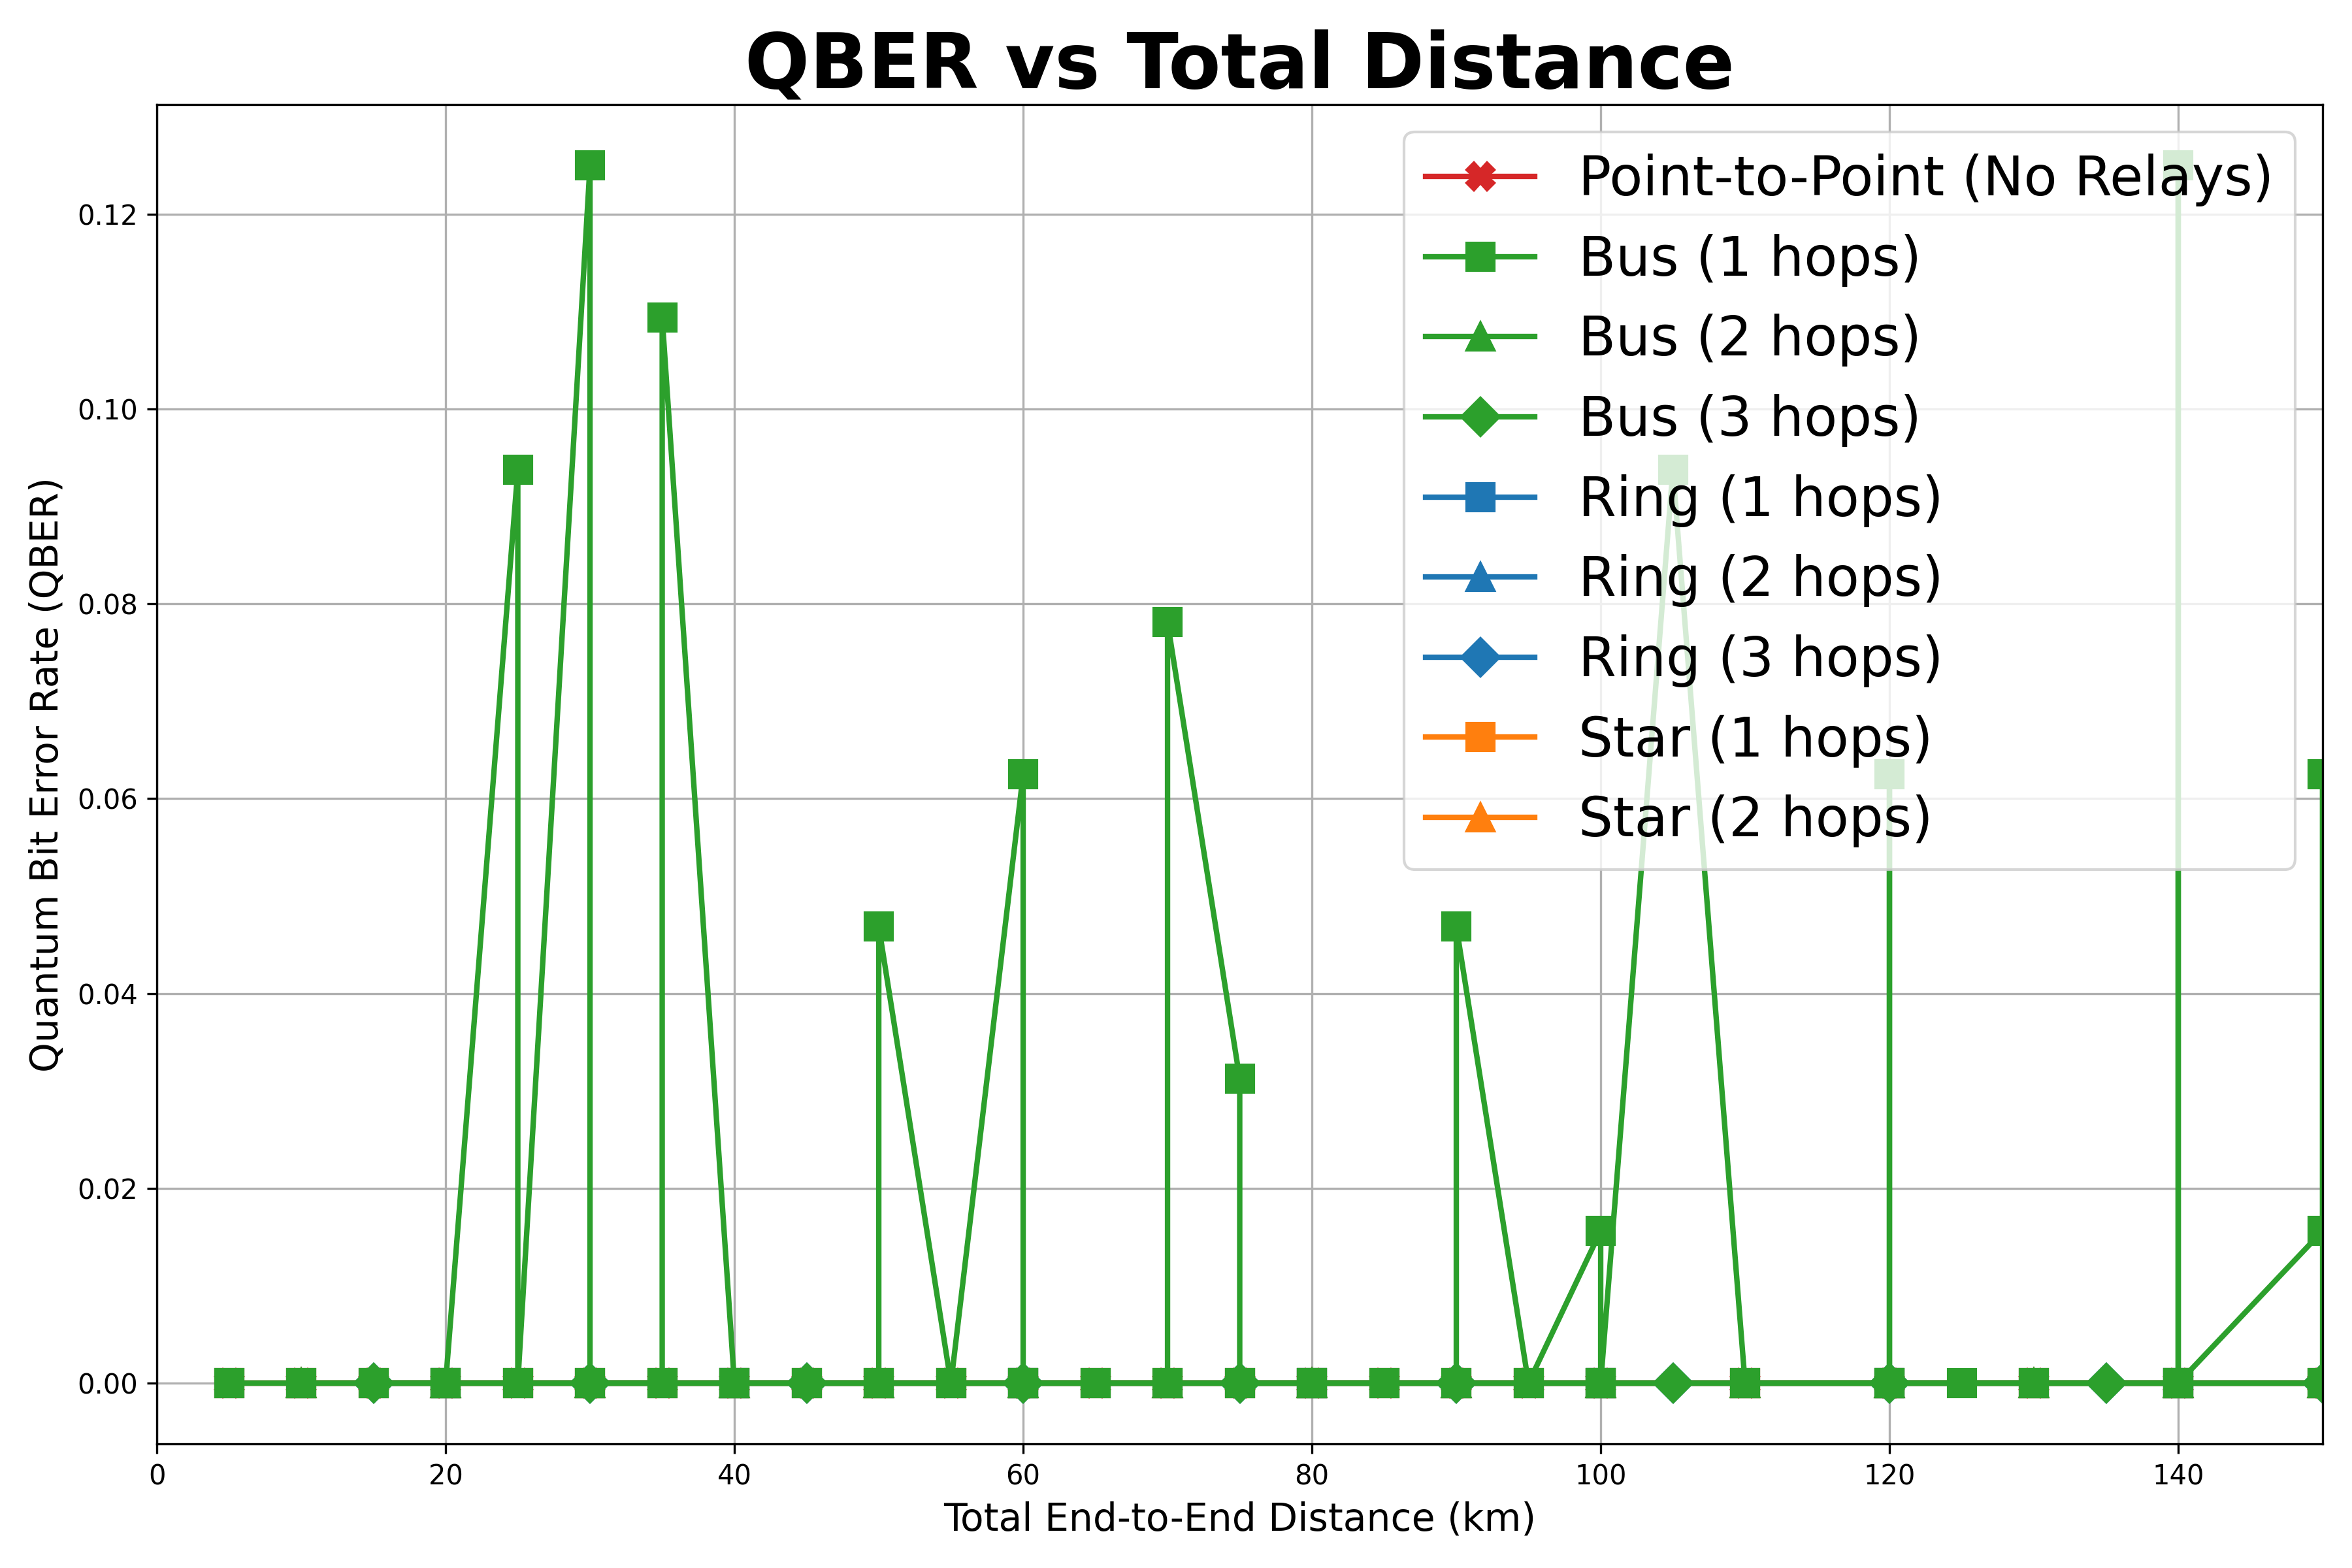 QBER vs Total Distance
Quantum Bit Error Rate (QBER)
0.12
0.10
0.08
0.06
0.04
0.02
0.00
Point-to-Point (No Relays)
Bus (1 hops)
Bus (2 hops)
Bus (3 hops)
Ring (1 hops)
Ring (2 hops)
Ring (3 hops)
Star (1 hops)
Star (2 hops)
0 20 40 60 80 100 120 140
Total End-to-End Distance (km)